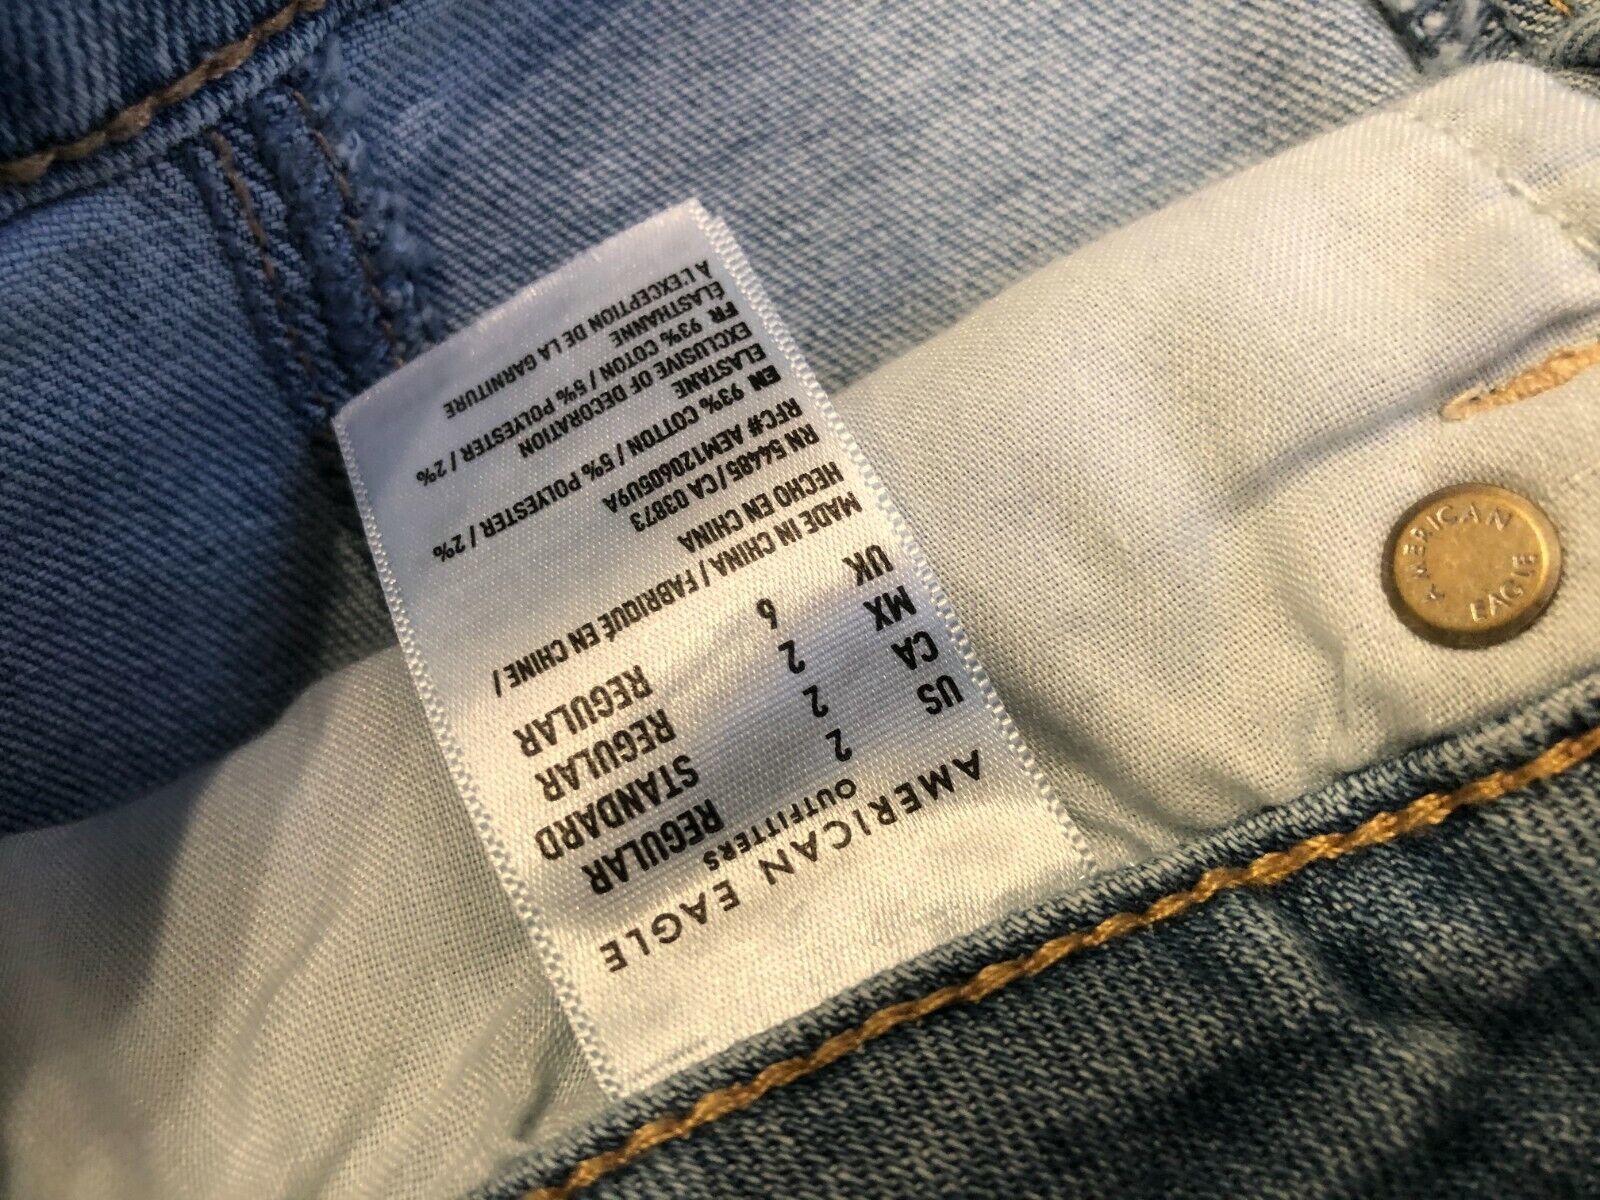 AMERICAN EAGLE
OUTFITTERS
US 2 REGULAR
CA 2 STANDARD
MX 2 REGULAR
UK 6 REGULAR
MADE IN CHINA / FABRIQUÉ EN CHINE /
HECHO EN CHINA
RN 54485 / CA 03873
RFC# AEM120605U9A
EN 93% COTTON / 5% POLYESTER / 2%
ELASTANE
EXCLUSIVE OF DECORATION
FR 93% COTON / 5% POLYESTER / 2%
ÉLASTHANNE
À L'EXCEPTION DE LA GARNITURE
AMERICAN
EAGLE